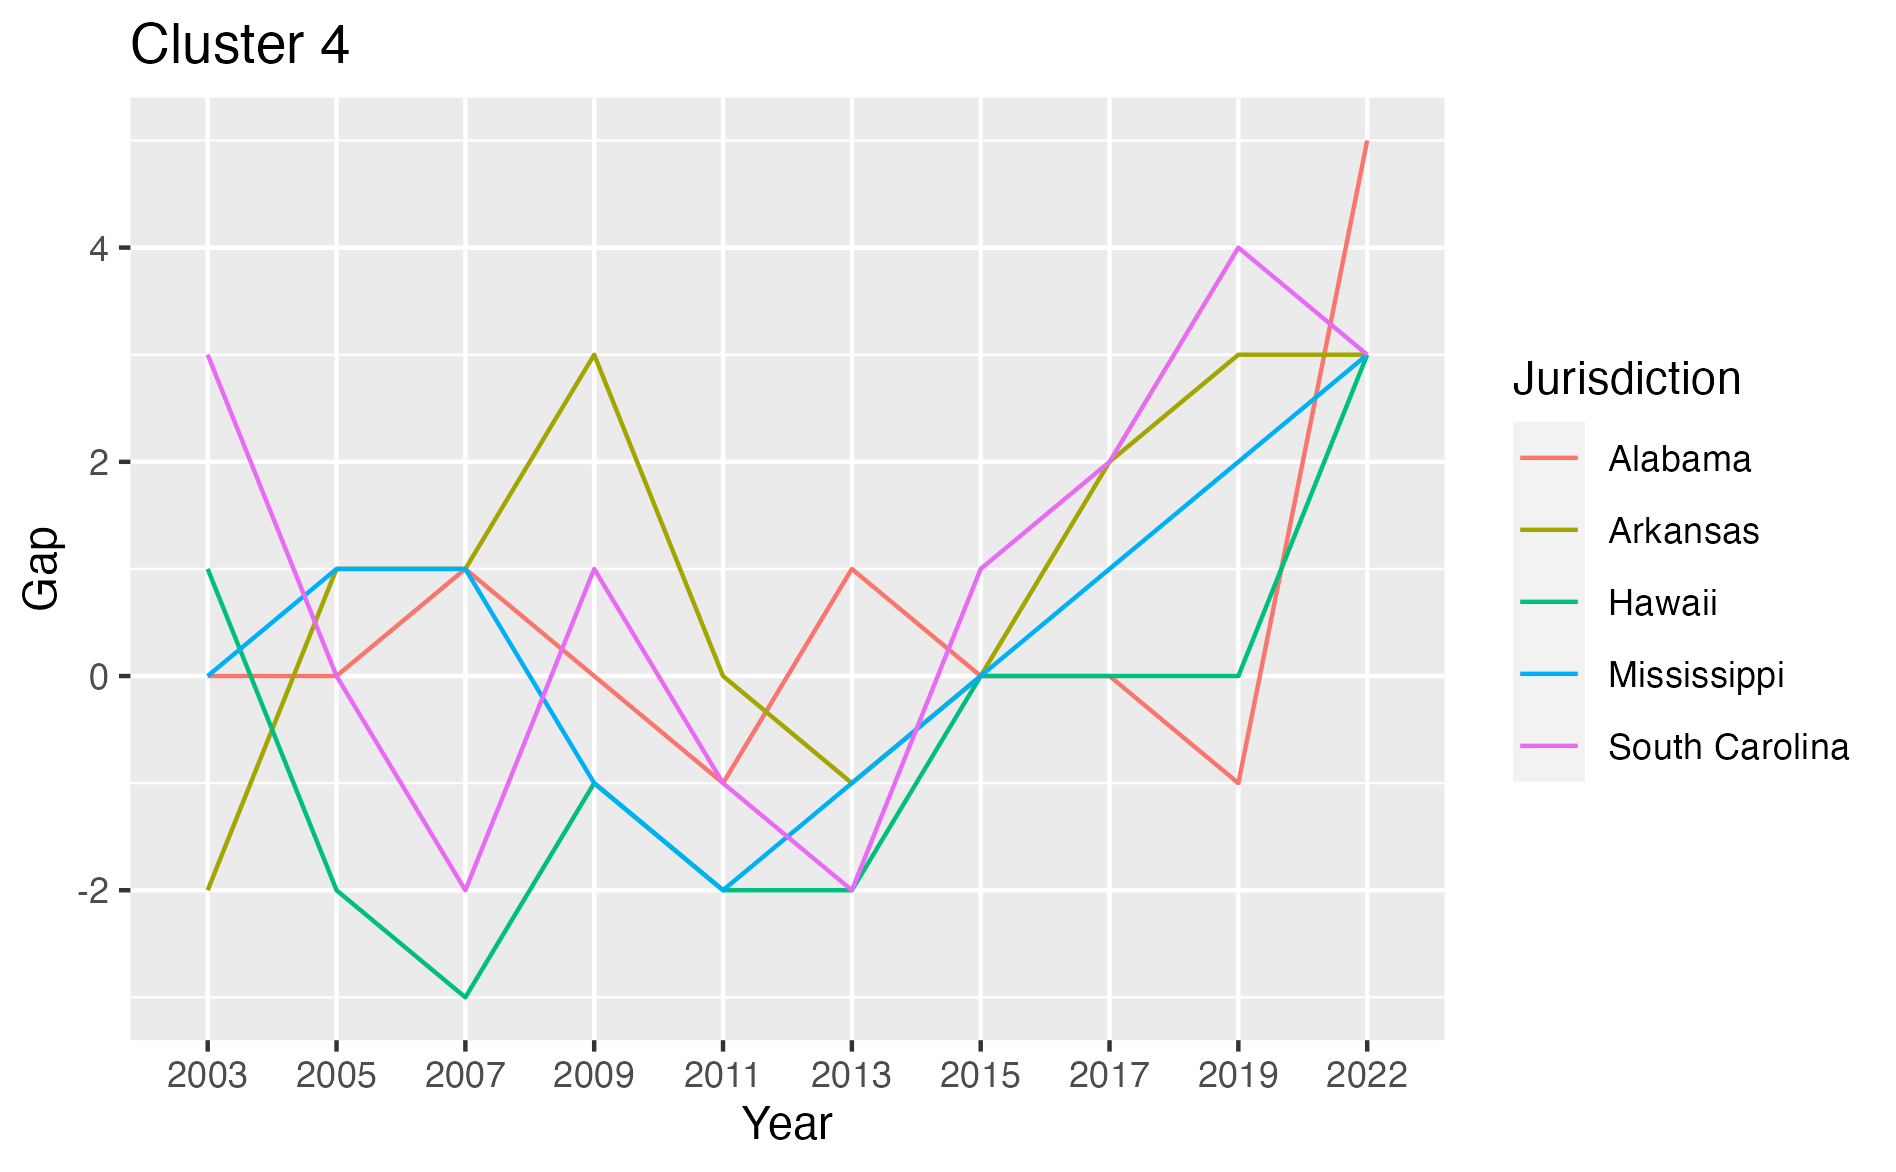 Cluster 4
4
2
0
-2
Gap
2003 2005 2007 2009 2011 2013 2015 2017 2019 2022
Year
Jurisdiction
Alabama
Arkansas
Hawaii
Mississippi
South Carolina